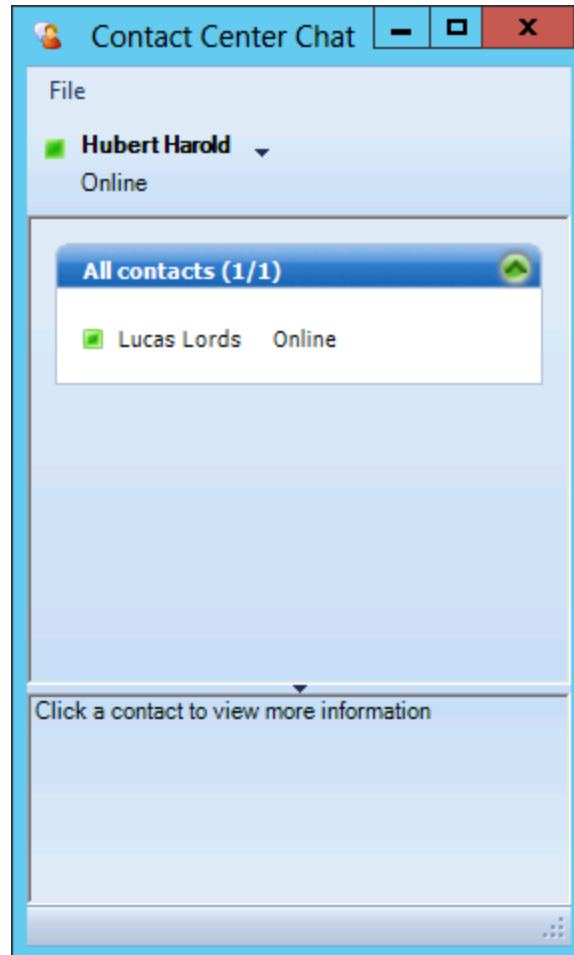 Contact Center Chat
File
Hubert Harold
Online
All contacts (1/1)
Lucas Lords Online
Click a contact to view more information